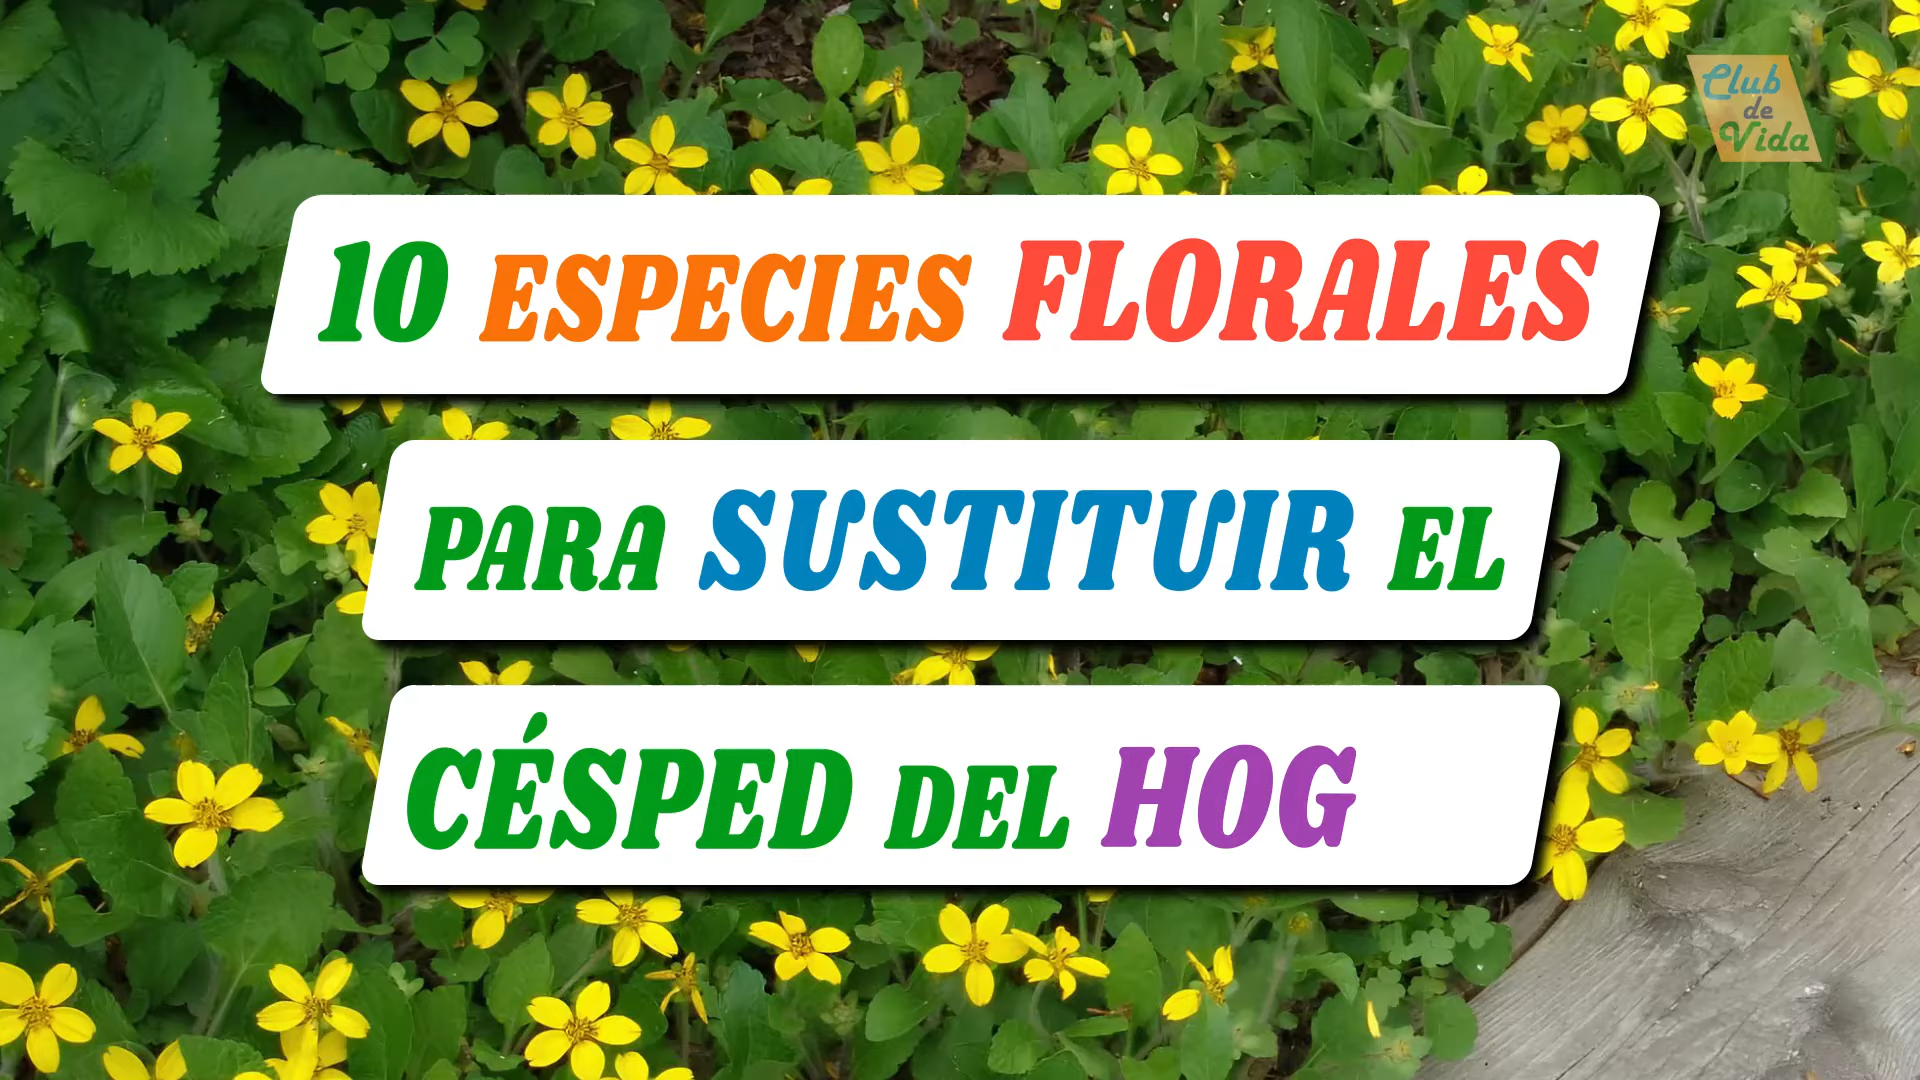 Club
de
Vida
10 ESPECIES FLORALES
PARA SUSTITUIR EL
CÉSPED DEL HOG